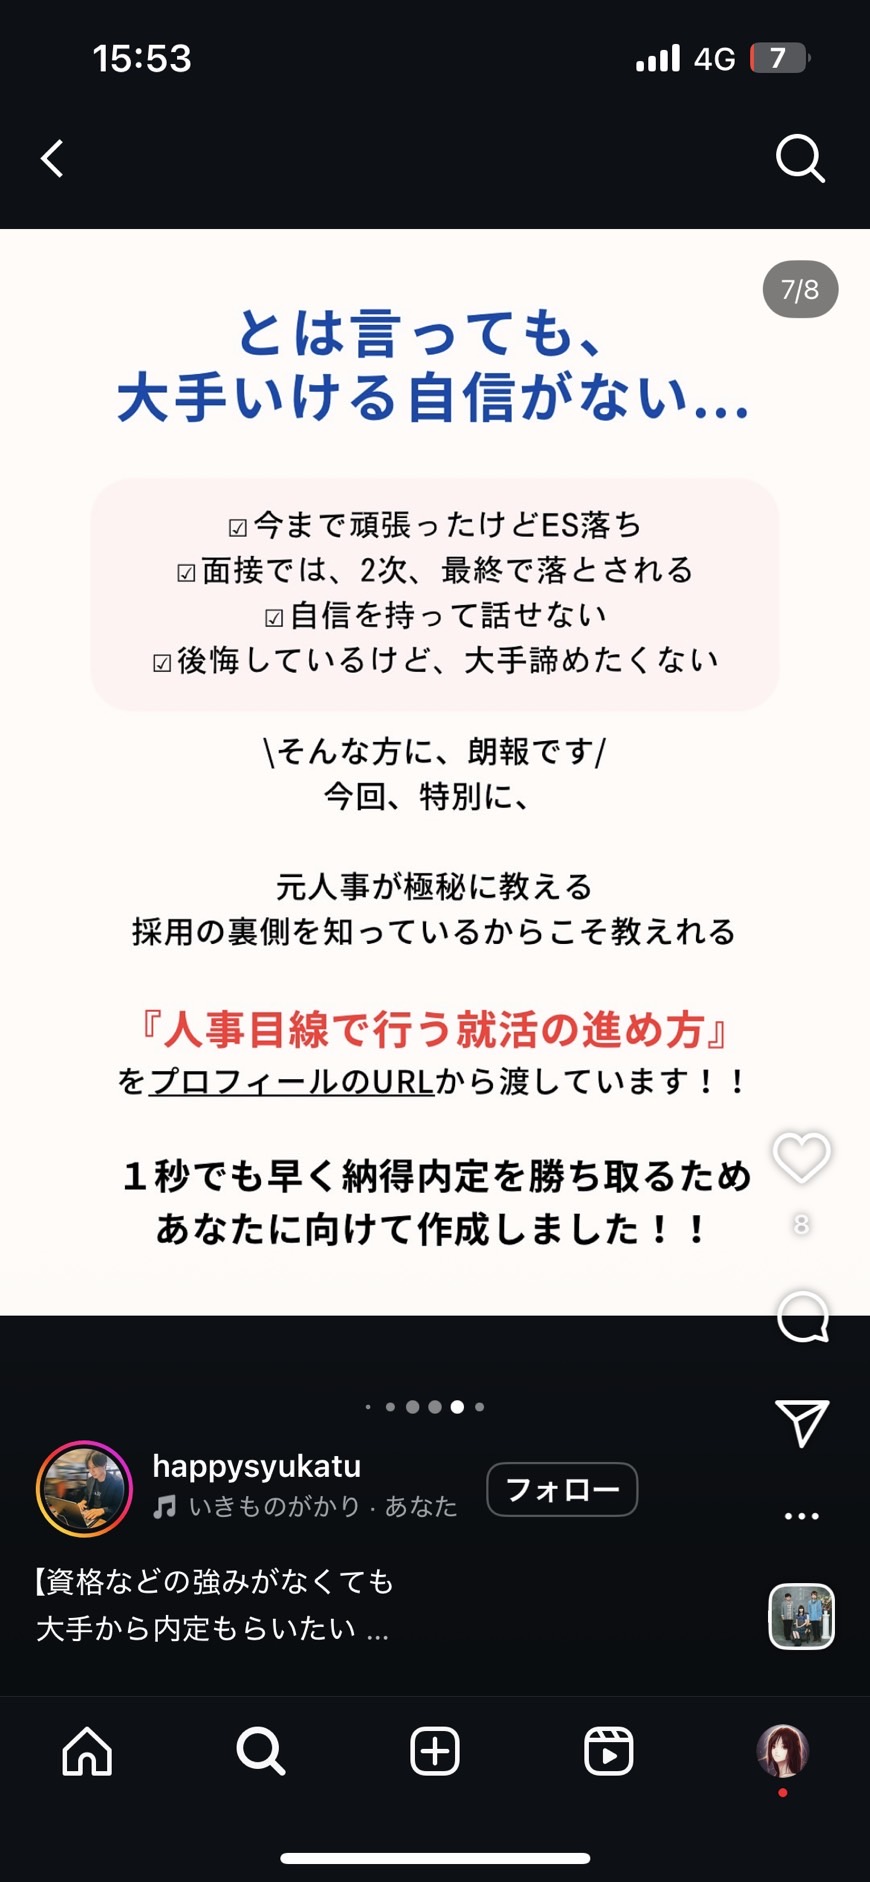 15:53
4G
7
7/8
とは言っても、
大手いける自信がない...
☑今まで頑張ったけどES落ち
☑面接では、2次、最終で落とされる
☑自信を持って話せない
☑後悔しているけど、大手諦めたくない
\そんな方に、朗報です/
今回、特別に、
元人事が極秘に教える
採用の裏側を知っているからこそ教えれる
『人事目線で行う就活の進め方』
をプロフィールのURLから渡しています！！
１秒でも早く納得内定を勝ち取るため
あなたに向けて作成しました！！
8
happysyukatu
いきものがかり · あなた
フォロー
【資格などの強みがなくても
大手から内定もらいたい ...